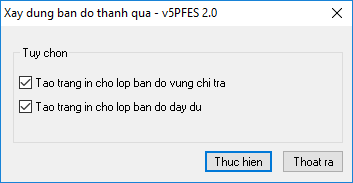 Xay dung ban do thanh qua - v5PFES 2.0
Tuy chon
Tao trang in cho lop ban do vung chi tra
Tao trang in cho lop ban do day du
Thuc hien
Thoat ra